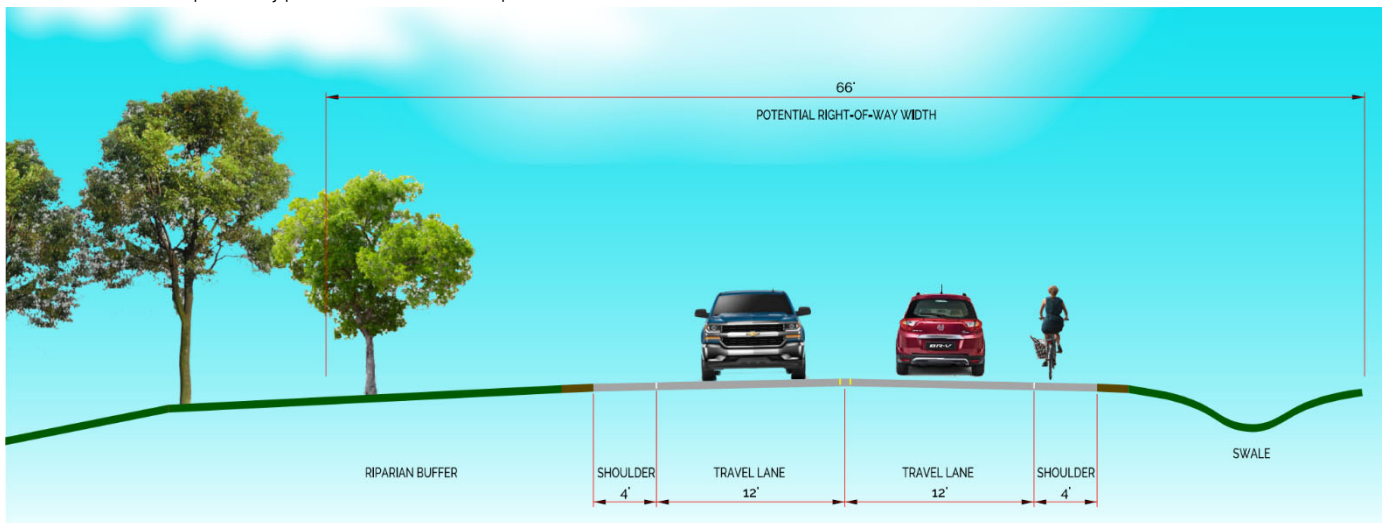 66'
POTENTIAL RIGHT-OF-WAY WIDTH
BR-V
SWALE
RIPARIAN BUFFER
SHOULDER
TRAVEL LANE
TRAVEL LANE
SHOULDER
4'
12'
12'
4'